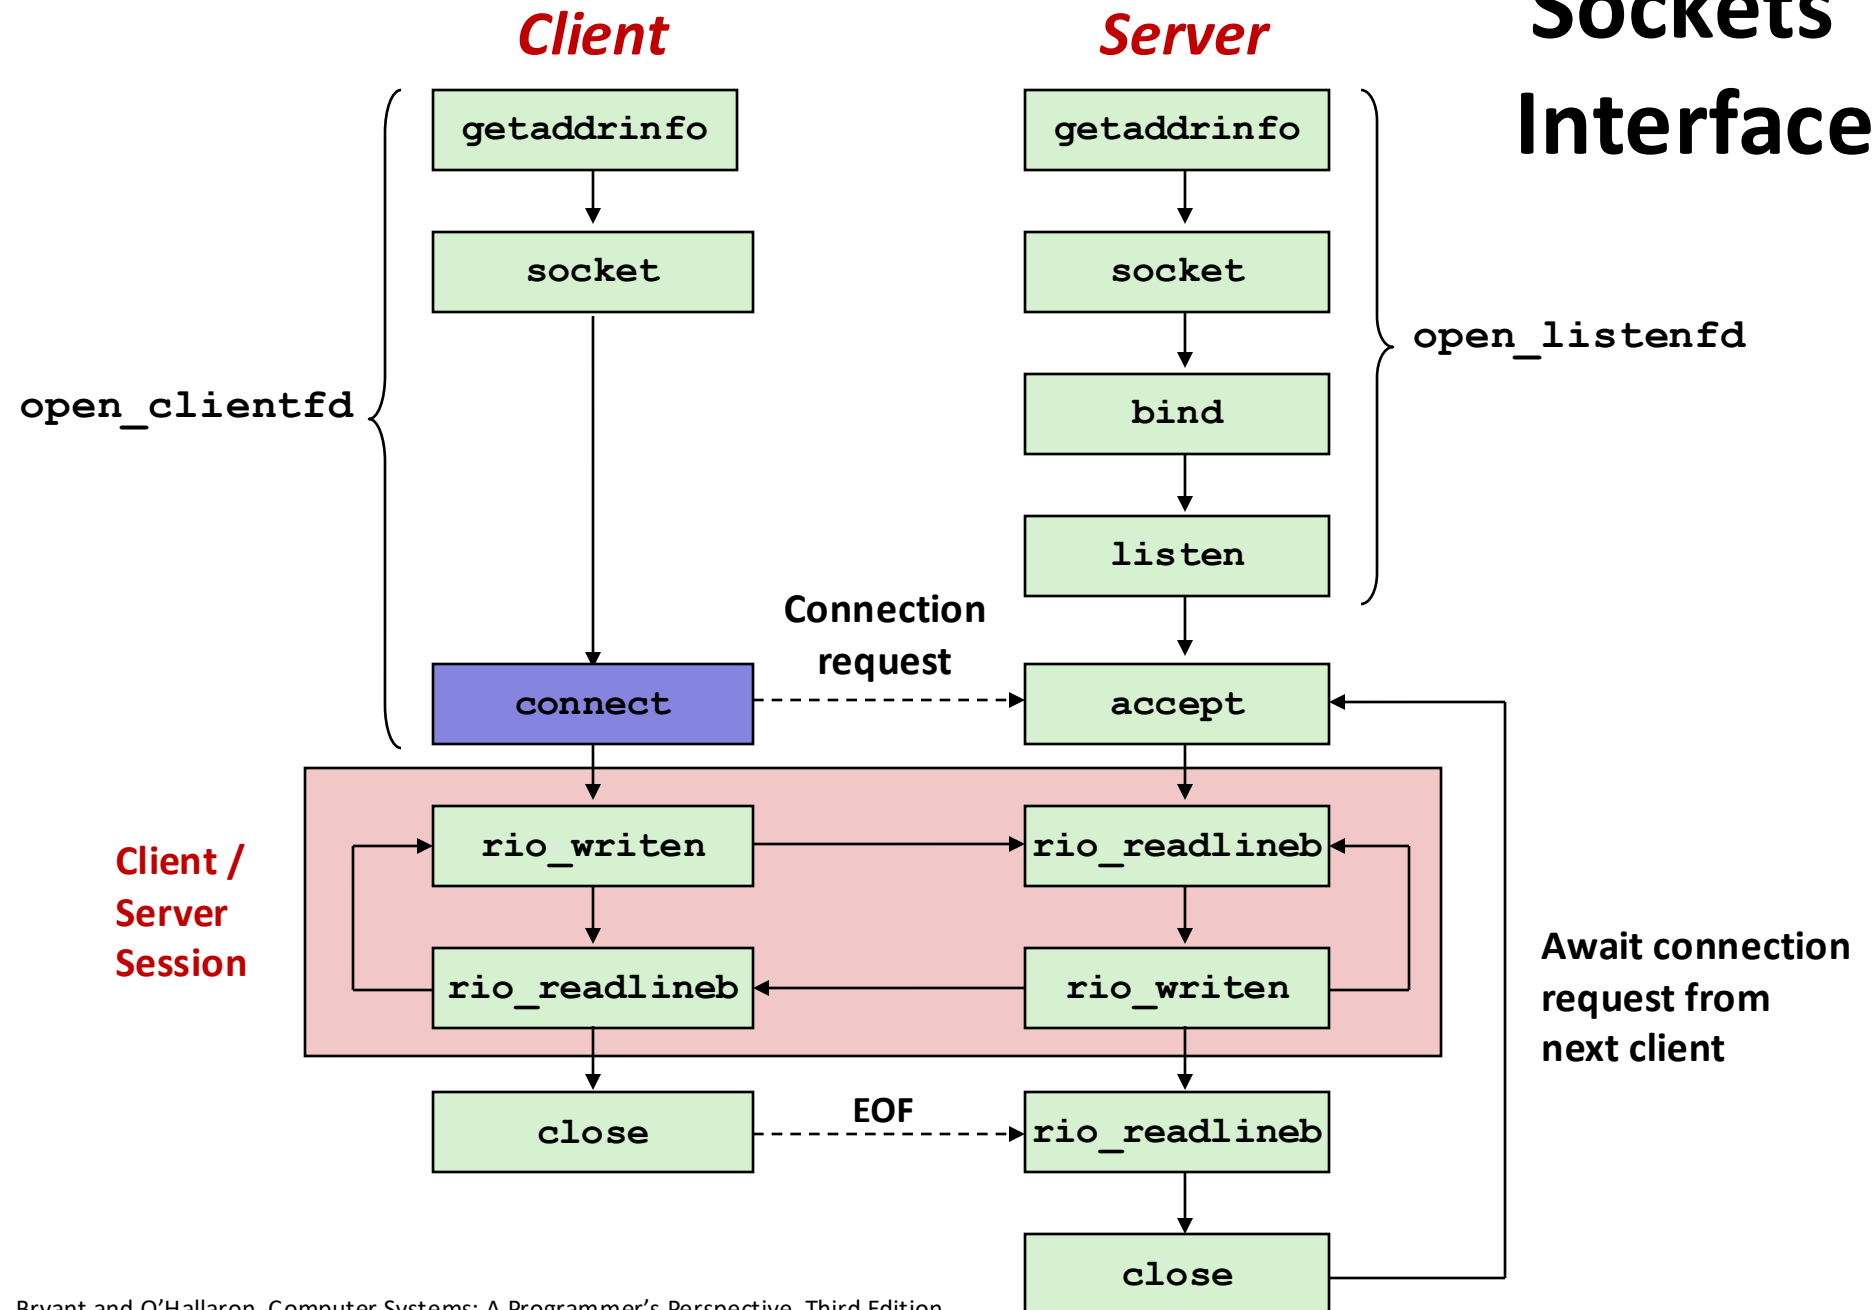 Sockets
Interface
Client
Server
getaddrinfo
getaddrinfo
socket
socket
open_listenfd
open_clientfd
bind
listen
Connection
request
connect
accept
Client /
Server
Session
rio_writen
rio_readlineb
rio_readlineb
rio_writen
Await connection
request from
next client
close
EOF
rio_readlineb
close
Bryant and O'Hallaron, Computer Systems: A Programmer's Perspective, Third Edition